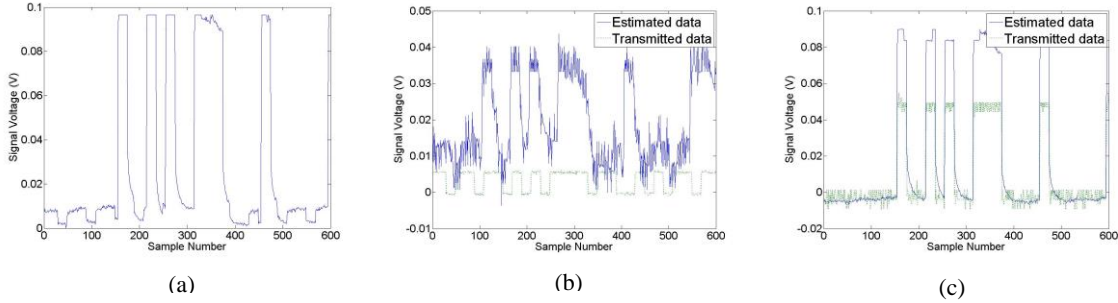 0.1
0.08
0.06
0.04
0.02
0
Signal Voltage (V)
0 100 200 300 400 500 600
Sample Number
(a)
0.05
0.04
0.03
0.02
0.01
0
-0.01
Signal Voltage (V)
Estimated data
Transmitted data
0 100 200 300 400 500 600
Sample Number
(b)
0.1
0.08
0.06
0.04
0.02
0
-0.02
Signal Voltage (V)
Estimated data
Transmitted data
0 100 200 300 400 500 600
Sample Number
(c)